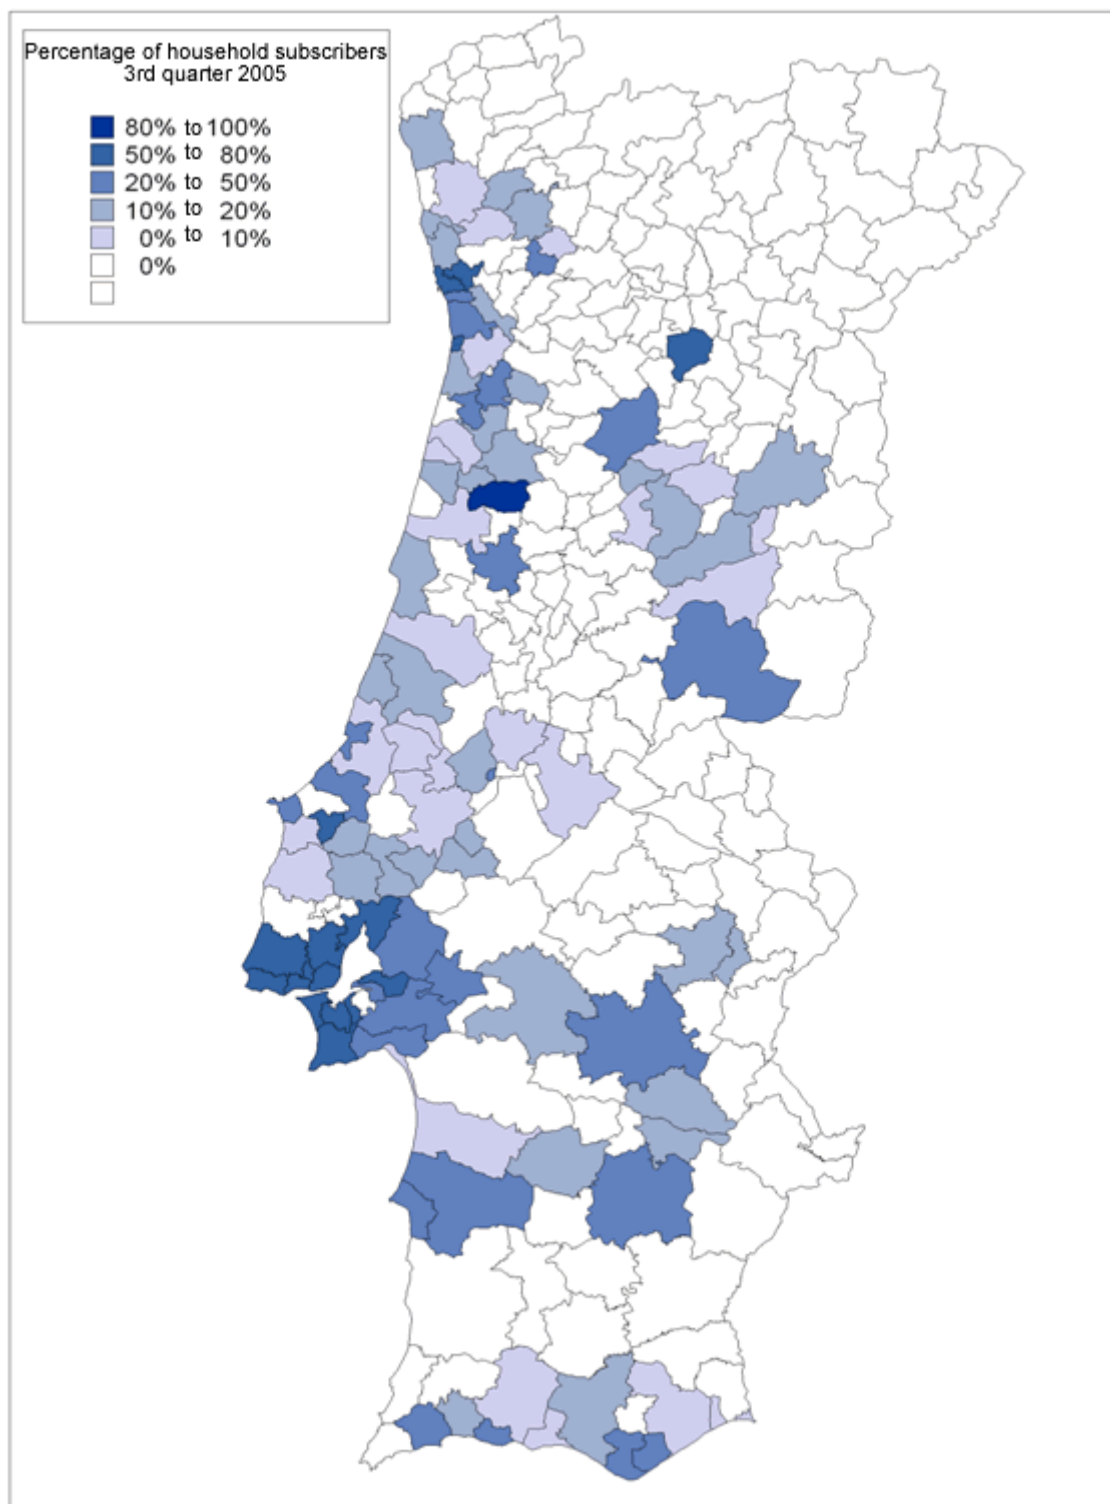 Percentage of household subscribers
3rd quarter 2005
80% to 100%
50% to 80%
20% to 50%
10% to 20%
0% to 10%
0%